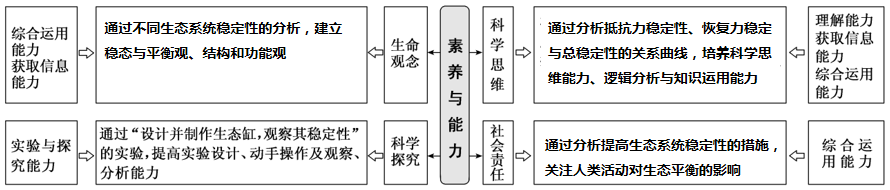 综合运用
能力
获取信息
能力
通过不同生态系统稳定性的分析，建立
稳态与平衡观、结构和功能观
生命
观念
素养与能力
科学思维
通过分析抵抗力稳定性、恢复力稳定
与总稳定性的关系曲线，培养科学思
维能力、逻辑分析与知识运用能力
理解能力
获取信息
能力
综合运用
能力
实验与探
究能力
通过“设计并制作生态缸，观察其稳定性”
的实验，提高实验设计、动手操作及观察、
分析能力
科学
探究
社会
责任
通过分析提高生态系统稳定性的措施，
关注人类活动对生态平衡的影响
综合运
用能力